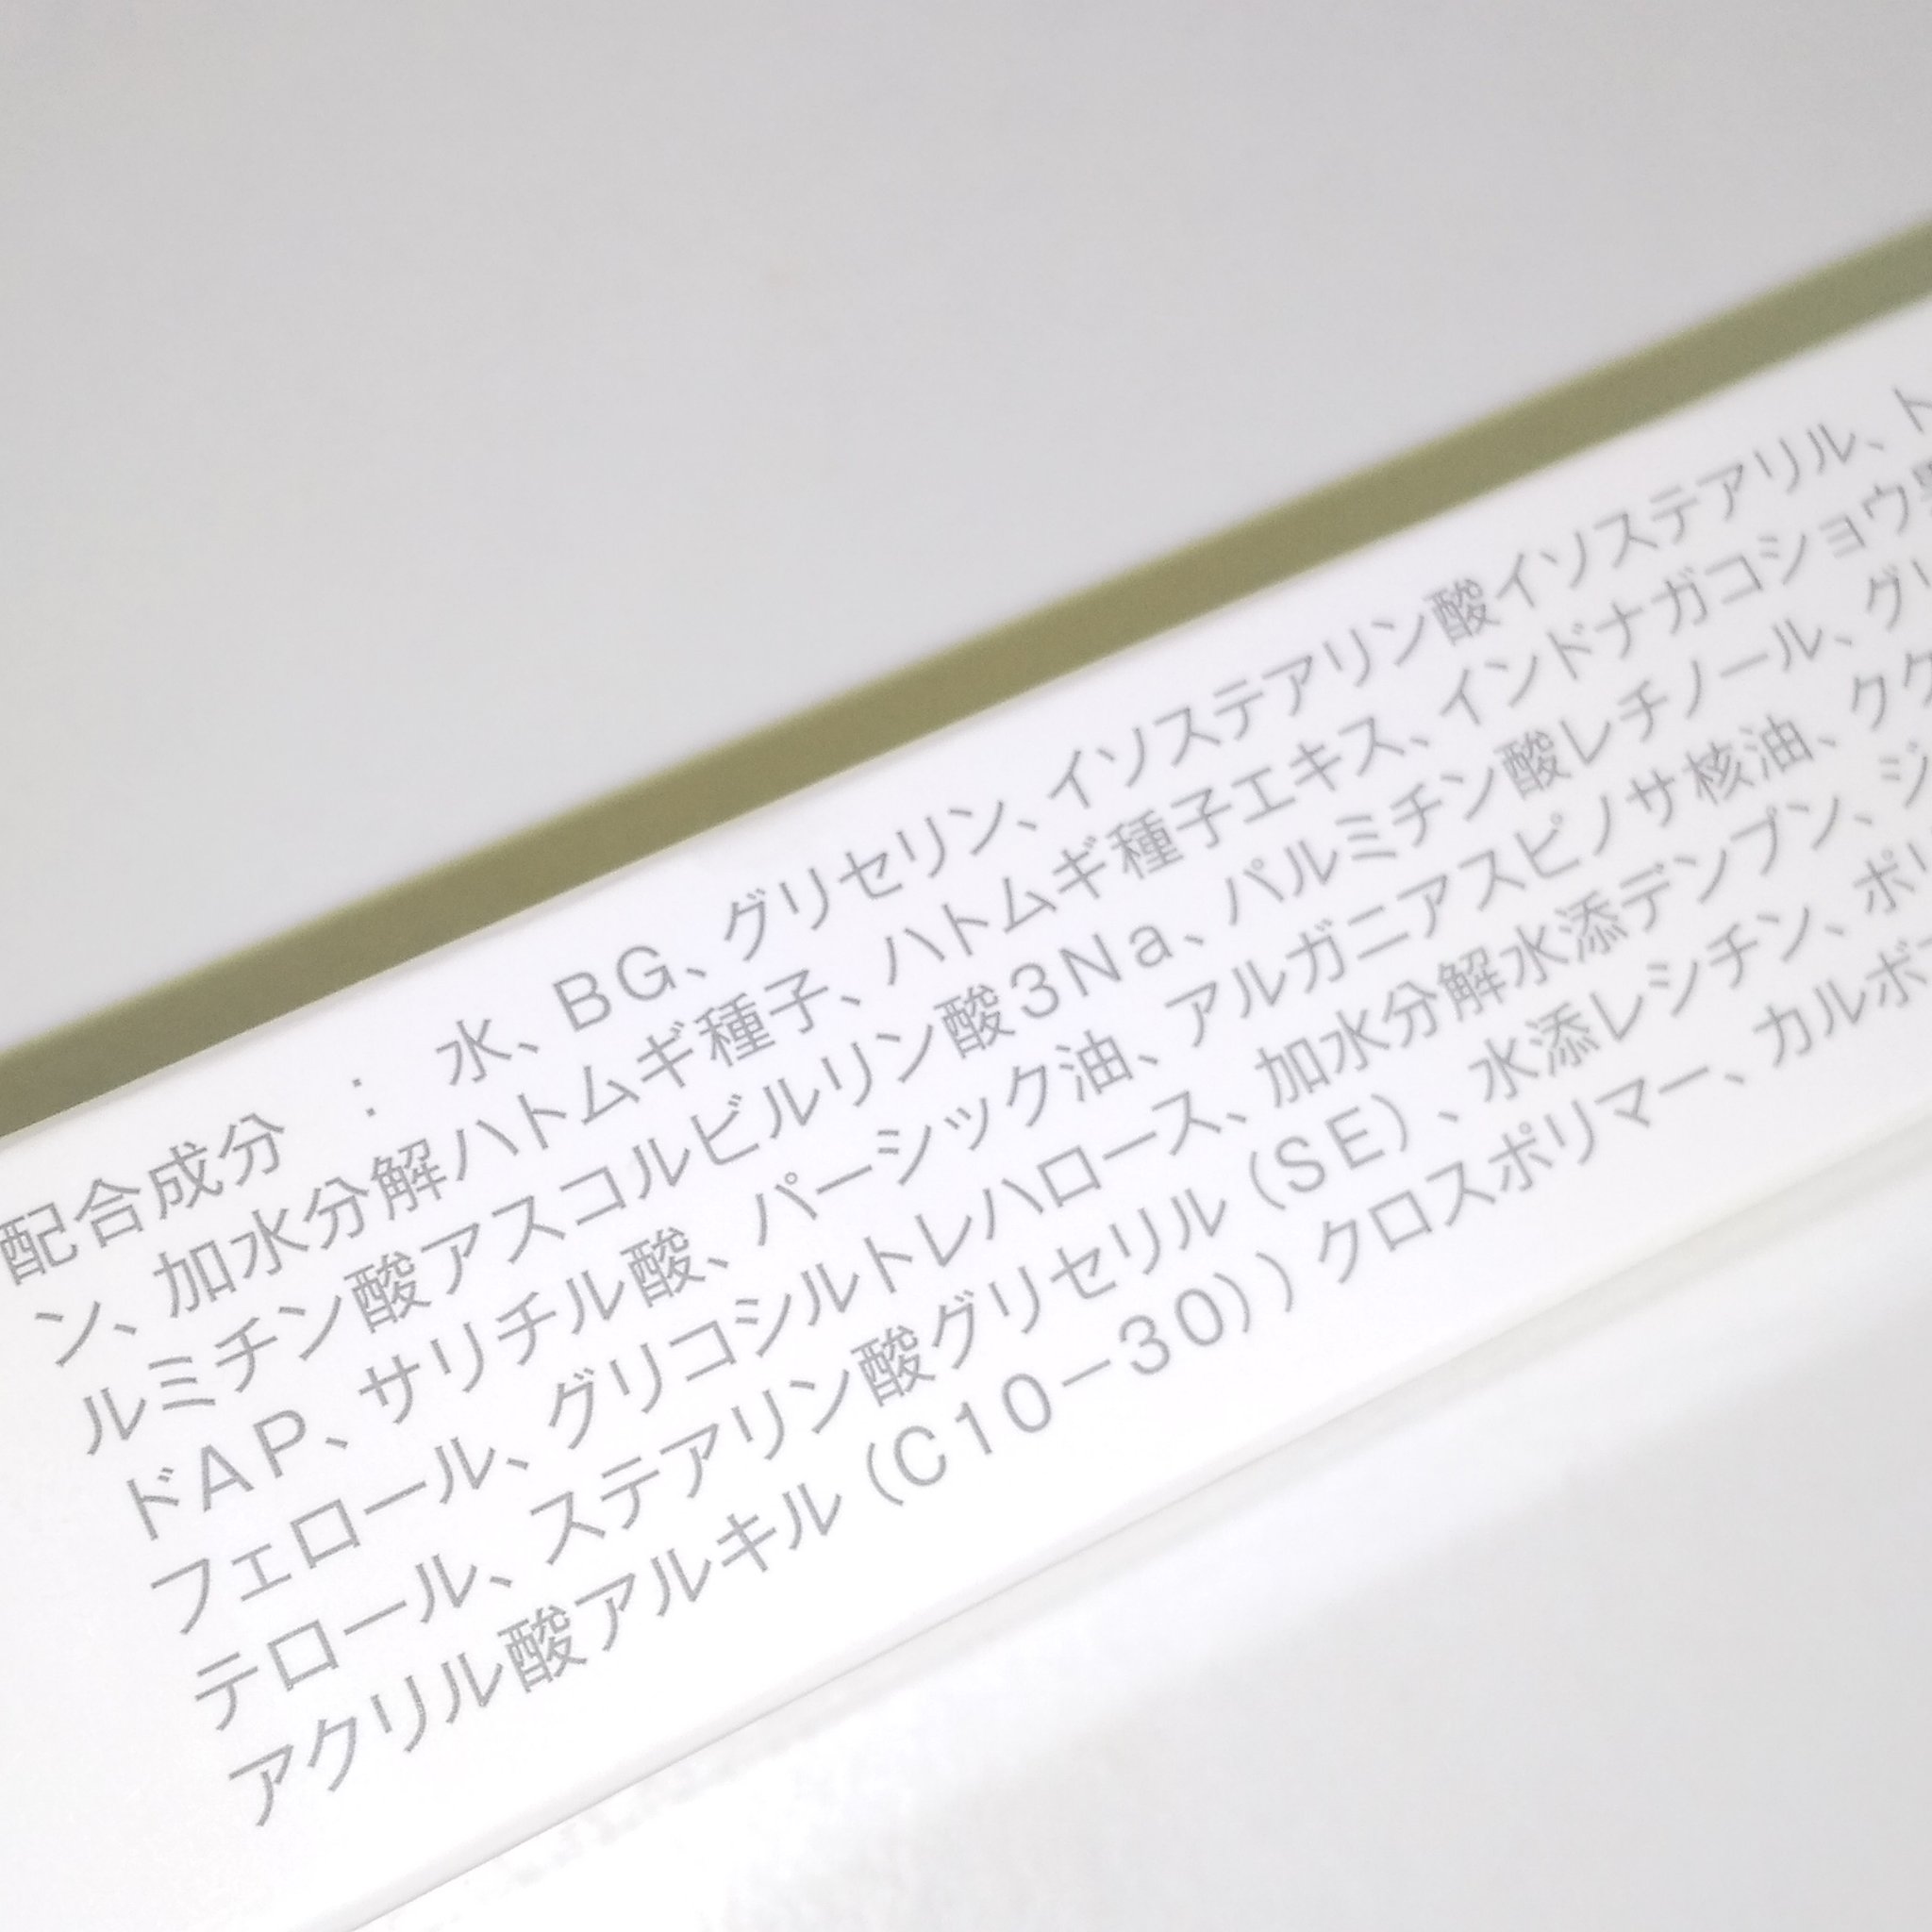 配合成分 : 水、BG、グリセリン、イソステアリン酸イソステアリル、ト
ン、加水分解ハトムギ種子、ハトムギ種子エキス、インドナガコショウ
ルミチン酸アスコルビルリン酸3Na、パルミチン酸レチノール、グリ
ドAP、サリチル酸、パーシック油、アルガニアスピノサ核油、クク
フェロール、グリコシルトレハロース、加水分解水添デンプン、ジ
テロール、ステアリン酸グリセリル(SE)、水添レシチン、ポリ
アクリル酸アルキル(C10-30))クロスポリマー、カルボ